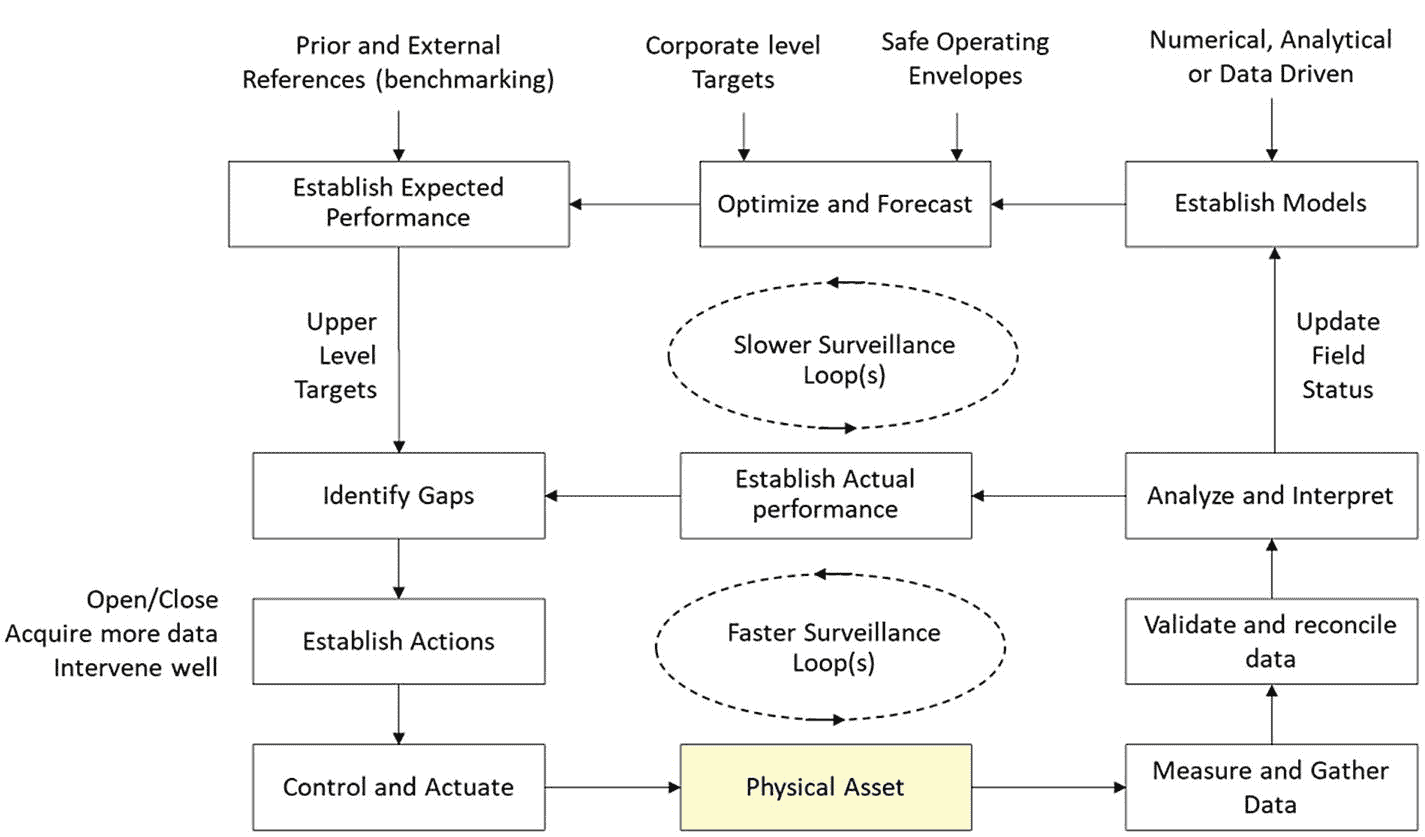 Prior and External
References (benchmarking)
Corporate level
Targets
Safe Operating
Envelopes
Numerical, Analytical
or Data Driven
Establish Expected
Performance
Optimize and Forecast
Establish Models
Upper
Level
Targets
Slower Surveillance
Loop(s)
Update
Field
Status
Identify Gaps
Establish Actual
performance
Analyze and Interpret
Open/Close
Acquire more data
Intervene well
Establish Actions
Faster Surveillance
Loop(s)
Validate and reconcile
data
Control and Actuate
Physical Asset
Measure and Gather
Data